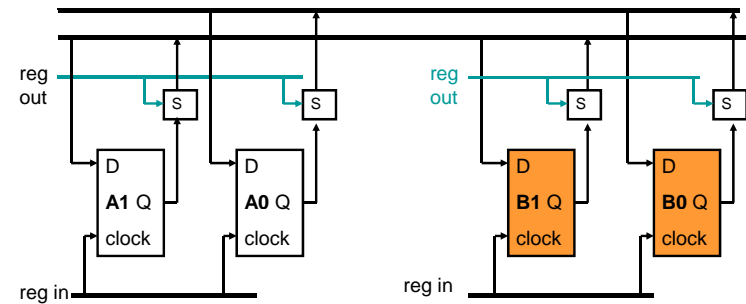 reg
out
S
S
reg
out
S
S
D
A1 Q
clock
D
A0 Q
clock
D
B1 Q
clock
D
B0 Q
clock
reg in
reg in